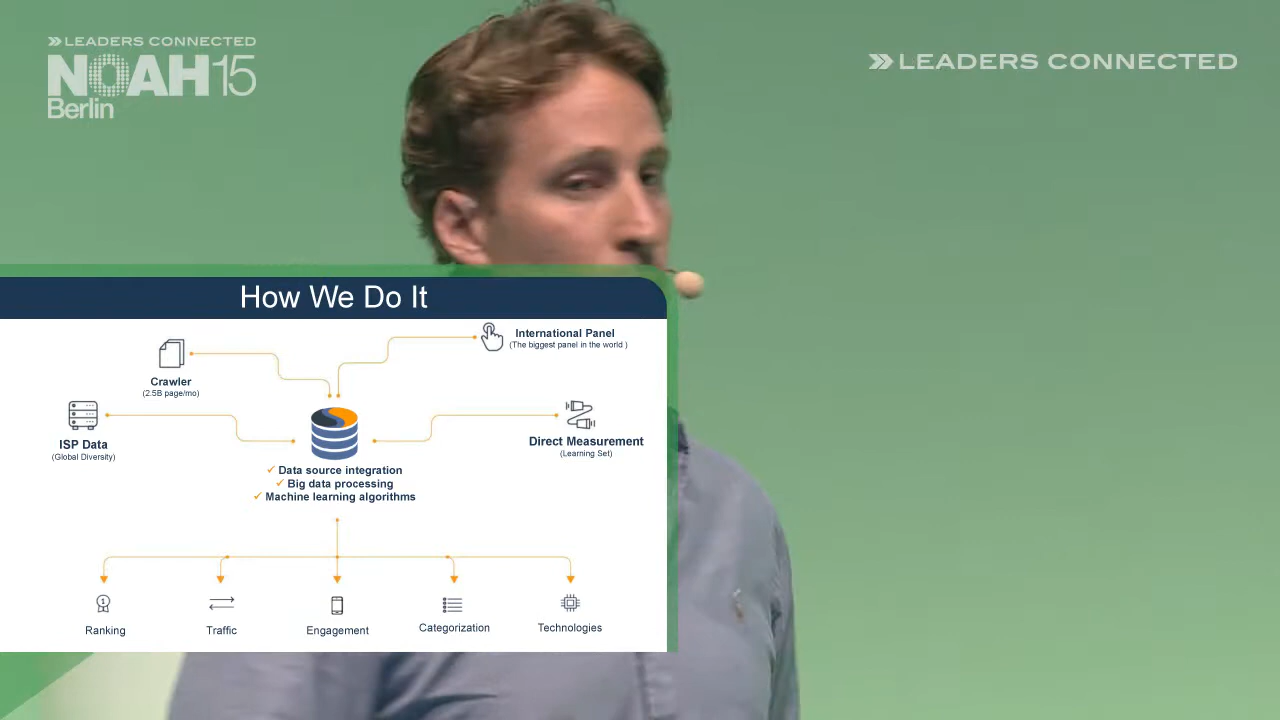 LEADERS CONNECTED
NOAH15
Berlin
LEADERS CONNECTED
How We Do It
International Panel
(The biggest panel in the world )
Crawler
(2.5B page/mo)
ISP Data
(Global Diversity)
Direct Measurement
(Learning Set)
Data source integration
Big data processing
Machine learning algorithms
1
Ranking
Traffic
Engagement
Categorization
Technologies